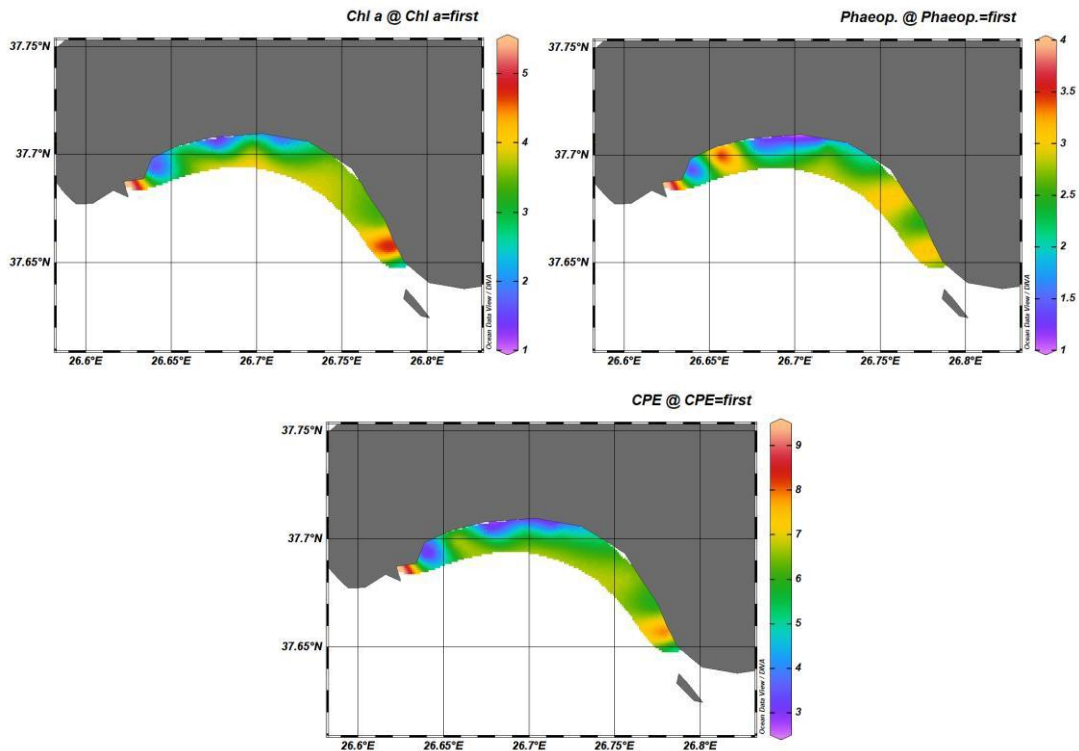 Chl a @ Chl a=first
37.75°N
37.7°N
37.65°N
26.6°E
26.65°E
26.7°E
26.75°E
26.8°E
5
4
3
2
1
Ocean Data View / DIVA
Phaeop. @ Phaeop.=first
37.75°N
37.7°N
37.65°N
26.6°E
26.65°E
26.7°E
26.75°E
26.8°E
4
3.5
3
2.5
2
1.5
1
Ocean Data View / DIVA
CPE @ CPE=first
37.75°N
37.7°N
37.65°N
26.6°E
26.65°E
26.7°E
26.75°E
26.8°E
9
8
7
6
5
4
3
Ocean Data View / DIVA